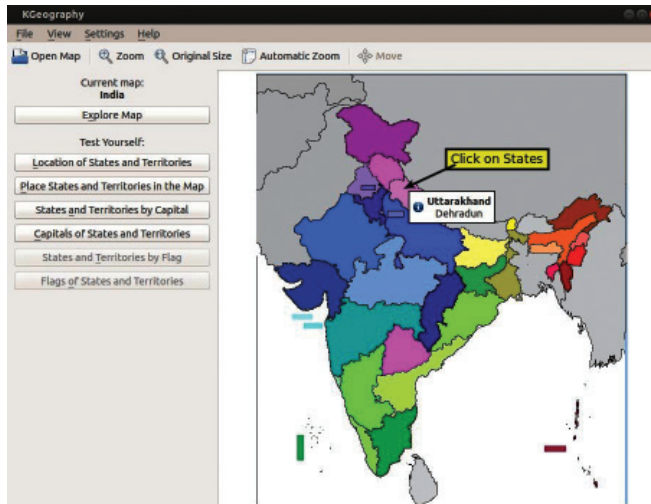 KGeography
File View Settings Help
Open Map Zoom Original Size Automatic Zoom Move
Current map:
India
Explore Map
Test Yourself:
Location of States and Territories
Place States and Territories in the Map
States and Territories by Capital
Capitals of States and Territories
States and Territories by Flag
Flags of States and Territories
Click on States
Uttarakhand
Dehradun